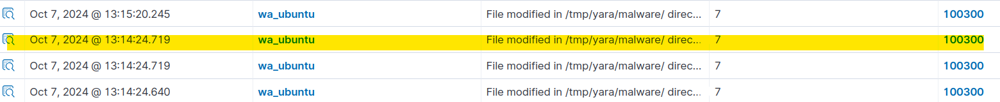 Oct 7, 2024 @ 13:15:20.245 wa_ubuntu File modified in /tmp/yara/malware/ direc... 7 100300
Oct 7, 2024 @ 13:14:24.719 wa_ubuntu File modified in /tmp/yara/malware/ direc... 7 100300
Oct 7, 2024 @ 13:14:24.719 wa_ubuntu File modified in /tmp/yara/malware/ direc... 7 100300
Oct 7, 2024 @ 13:14:24.640 wa_ubuntu File modified in /tmp/yara/malware/ direc... 7 100300